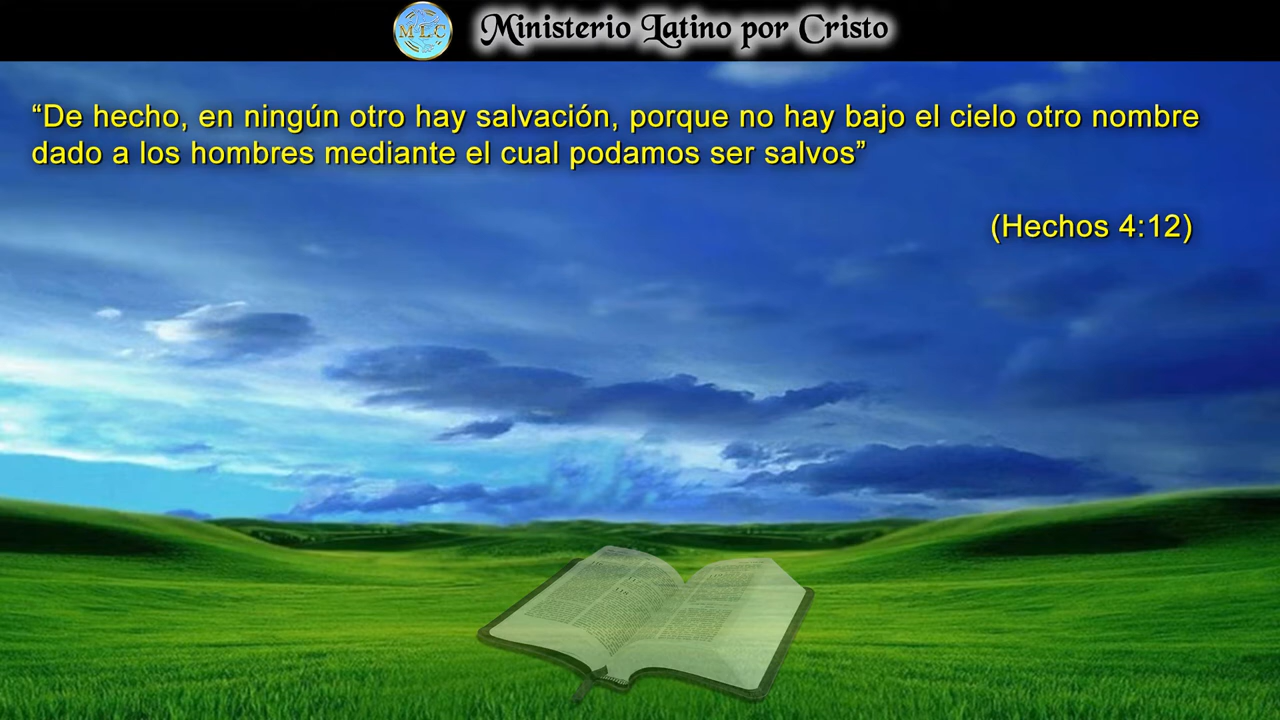 MLC
Ministerio Latino por Cristo
“De hecho, en ningún otro hay salvación, porque no hay bajo el cielo otro nombre
dado a los hombres mediante el cual podamos ser salvos”
(Hechos 4:12)